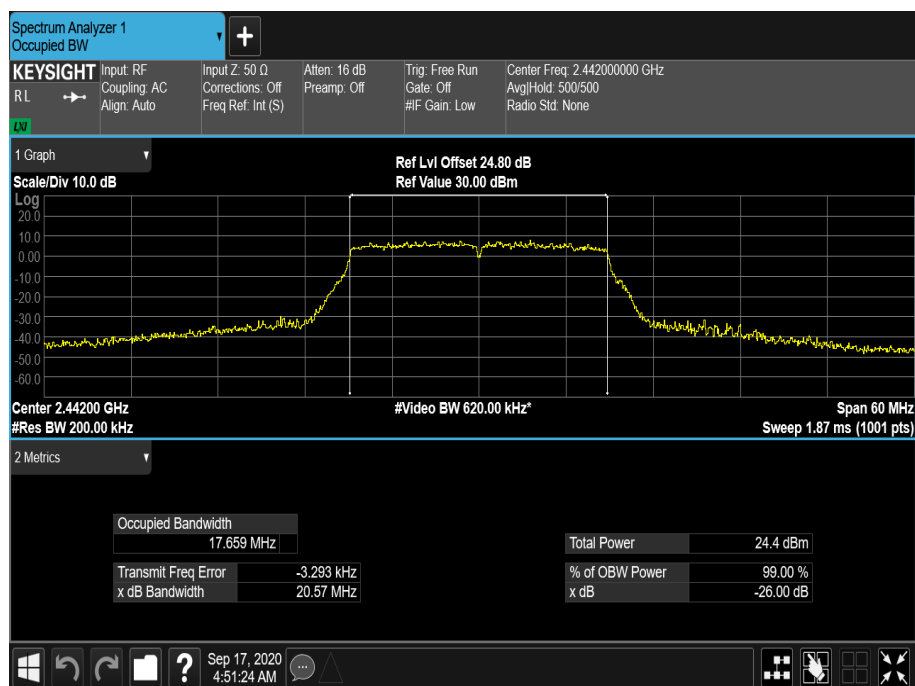 Spectrum Analyzer 1
Occupied BW
+
KEYSIGHT
R L
LXI
Input: RF
Coupling: AC
Align: Auto
Input Z: 50 Ω
Corrections: Off
Freq Ref: Int (S)
Atten: 16 dB
Preamp: Off
Trig: Free Run
Gate: Off
#IF Gain: Low
Center Freq: 2.442000000 GHz
Avg|Hold: 500/500
Radio Std: None
1 Graph
Scale/Div 10.0 dB
Ref Lvl Offset 24.80 dB
Ref Value 30.00 dBm
Log
20.0
10.0
0.00
-10.0
-20.0
-30.0
-40.0
-50.0
-60.0
Center 2.44200 GHz
#Video BW 620.00 kHz*
Span 60 MHz
#Res BW 200.00 kHz
Sweep 1.87 ms (1001 pts)
2 Metrics
Occupied Bandwidth
17.659 MHz
Total Power 24.4 dBm
Transmit Freq Error -3.293 kHz
% of OBW Power 99.00 %
x dB Bandwidth 20.57 MHz
x dB -26.00 dB
?
Sep 17, 2020
4:51:24 AM